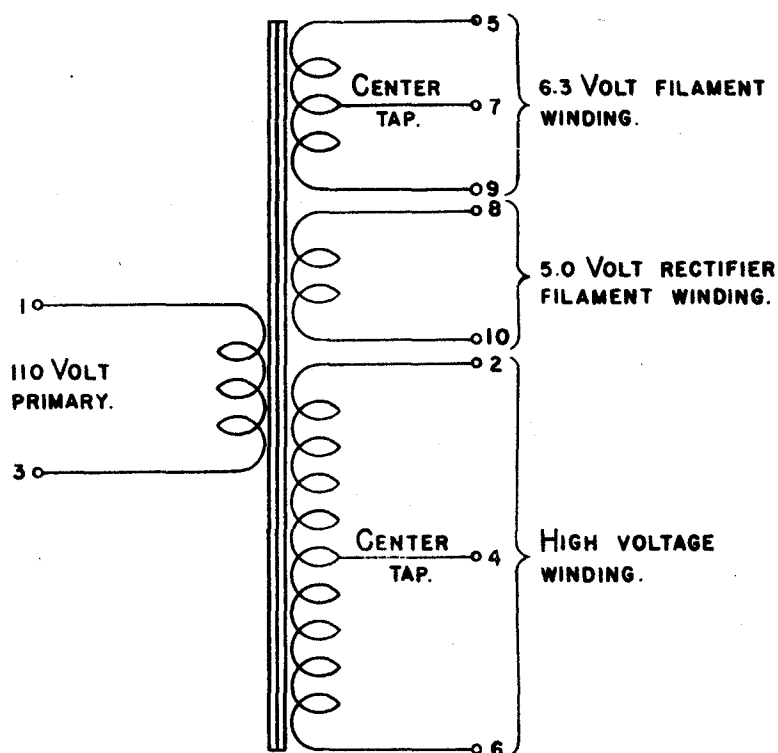 5
CENTER
TAP.
7
6.3 VOLT FILAMENT
WINDING.
9
8
5.0 VOLT RECTIFIER
FILAMENT WINDING.
10
1
110 VOLT
PRIMARY.
3
2
CENTER
TAP.
4
HIGH VOLTAGE
WINDING.
6